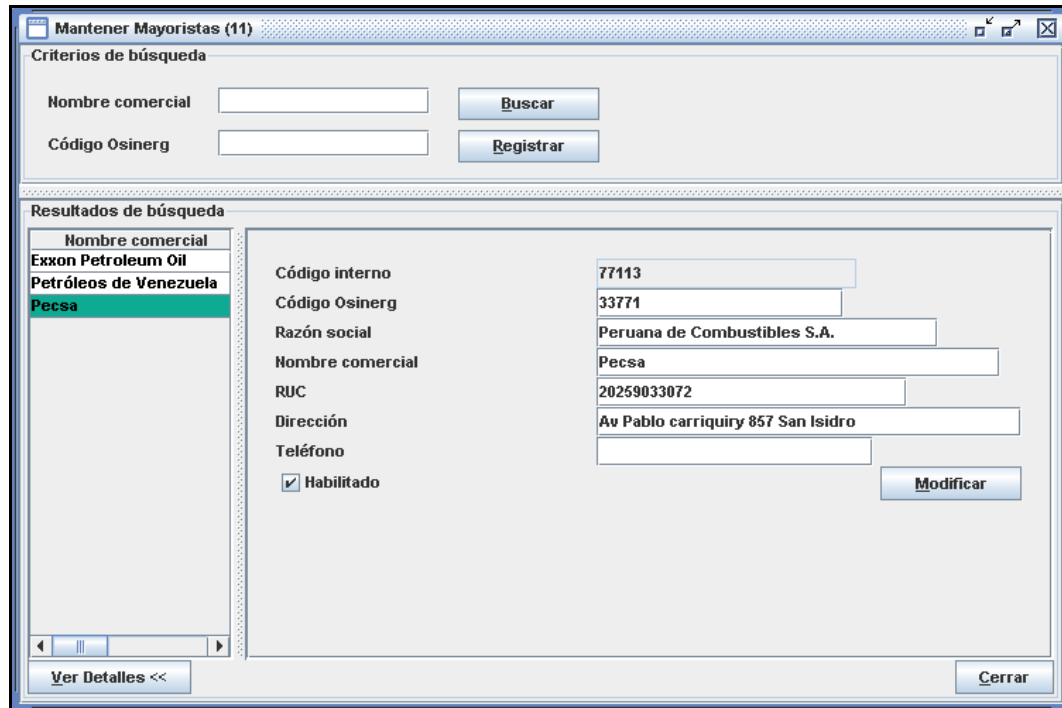 Mantener Mayoristas (11)
Criterios de búsqueda
Nombre comercial Buscar
Código Osinerg Registrar
Resultados de búsqueda
Nombre comercial
Exxon Petroleum Oil
Petróleos de Venezuela
Pecsa
Código interno 77113
Código Osinerg 33771
Razón social Peruana de Combustibles S.A.
Nombre comercial Pecsa
RUC 20259033072
Dirección Av Pablo carriquiry 857 San Isidro
Teléfono
Habilitado Modificar
Ver Detalles << Cerrar